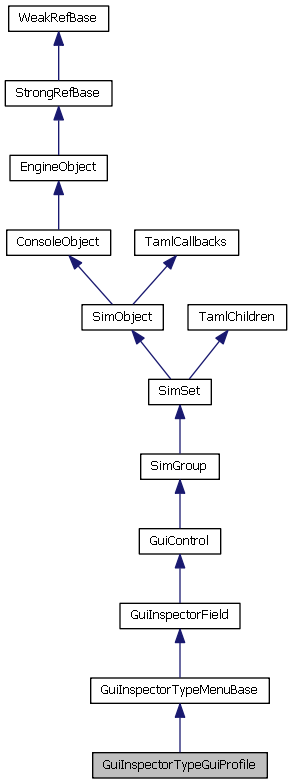 WeakRefBase
StrongRefBase
EngineObject
ConsoleObject
TamlCallbacks
SimObject
TamlChildren
SimSet
SimGroup
GuiControl
GuiInspectorField
GuiInspectorTypeMenuBase
GuiInspectorTypeGuiProfile